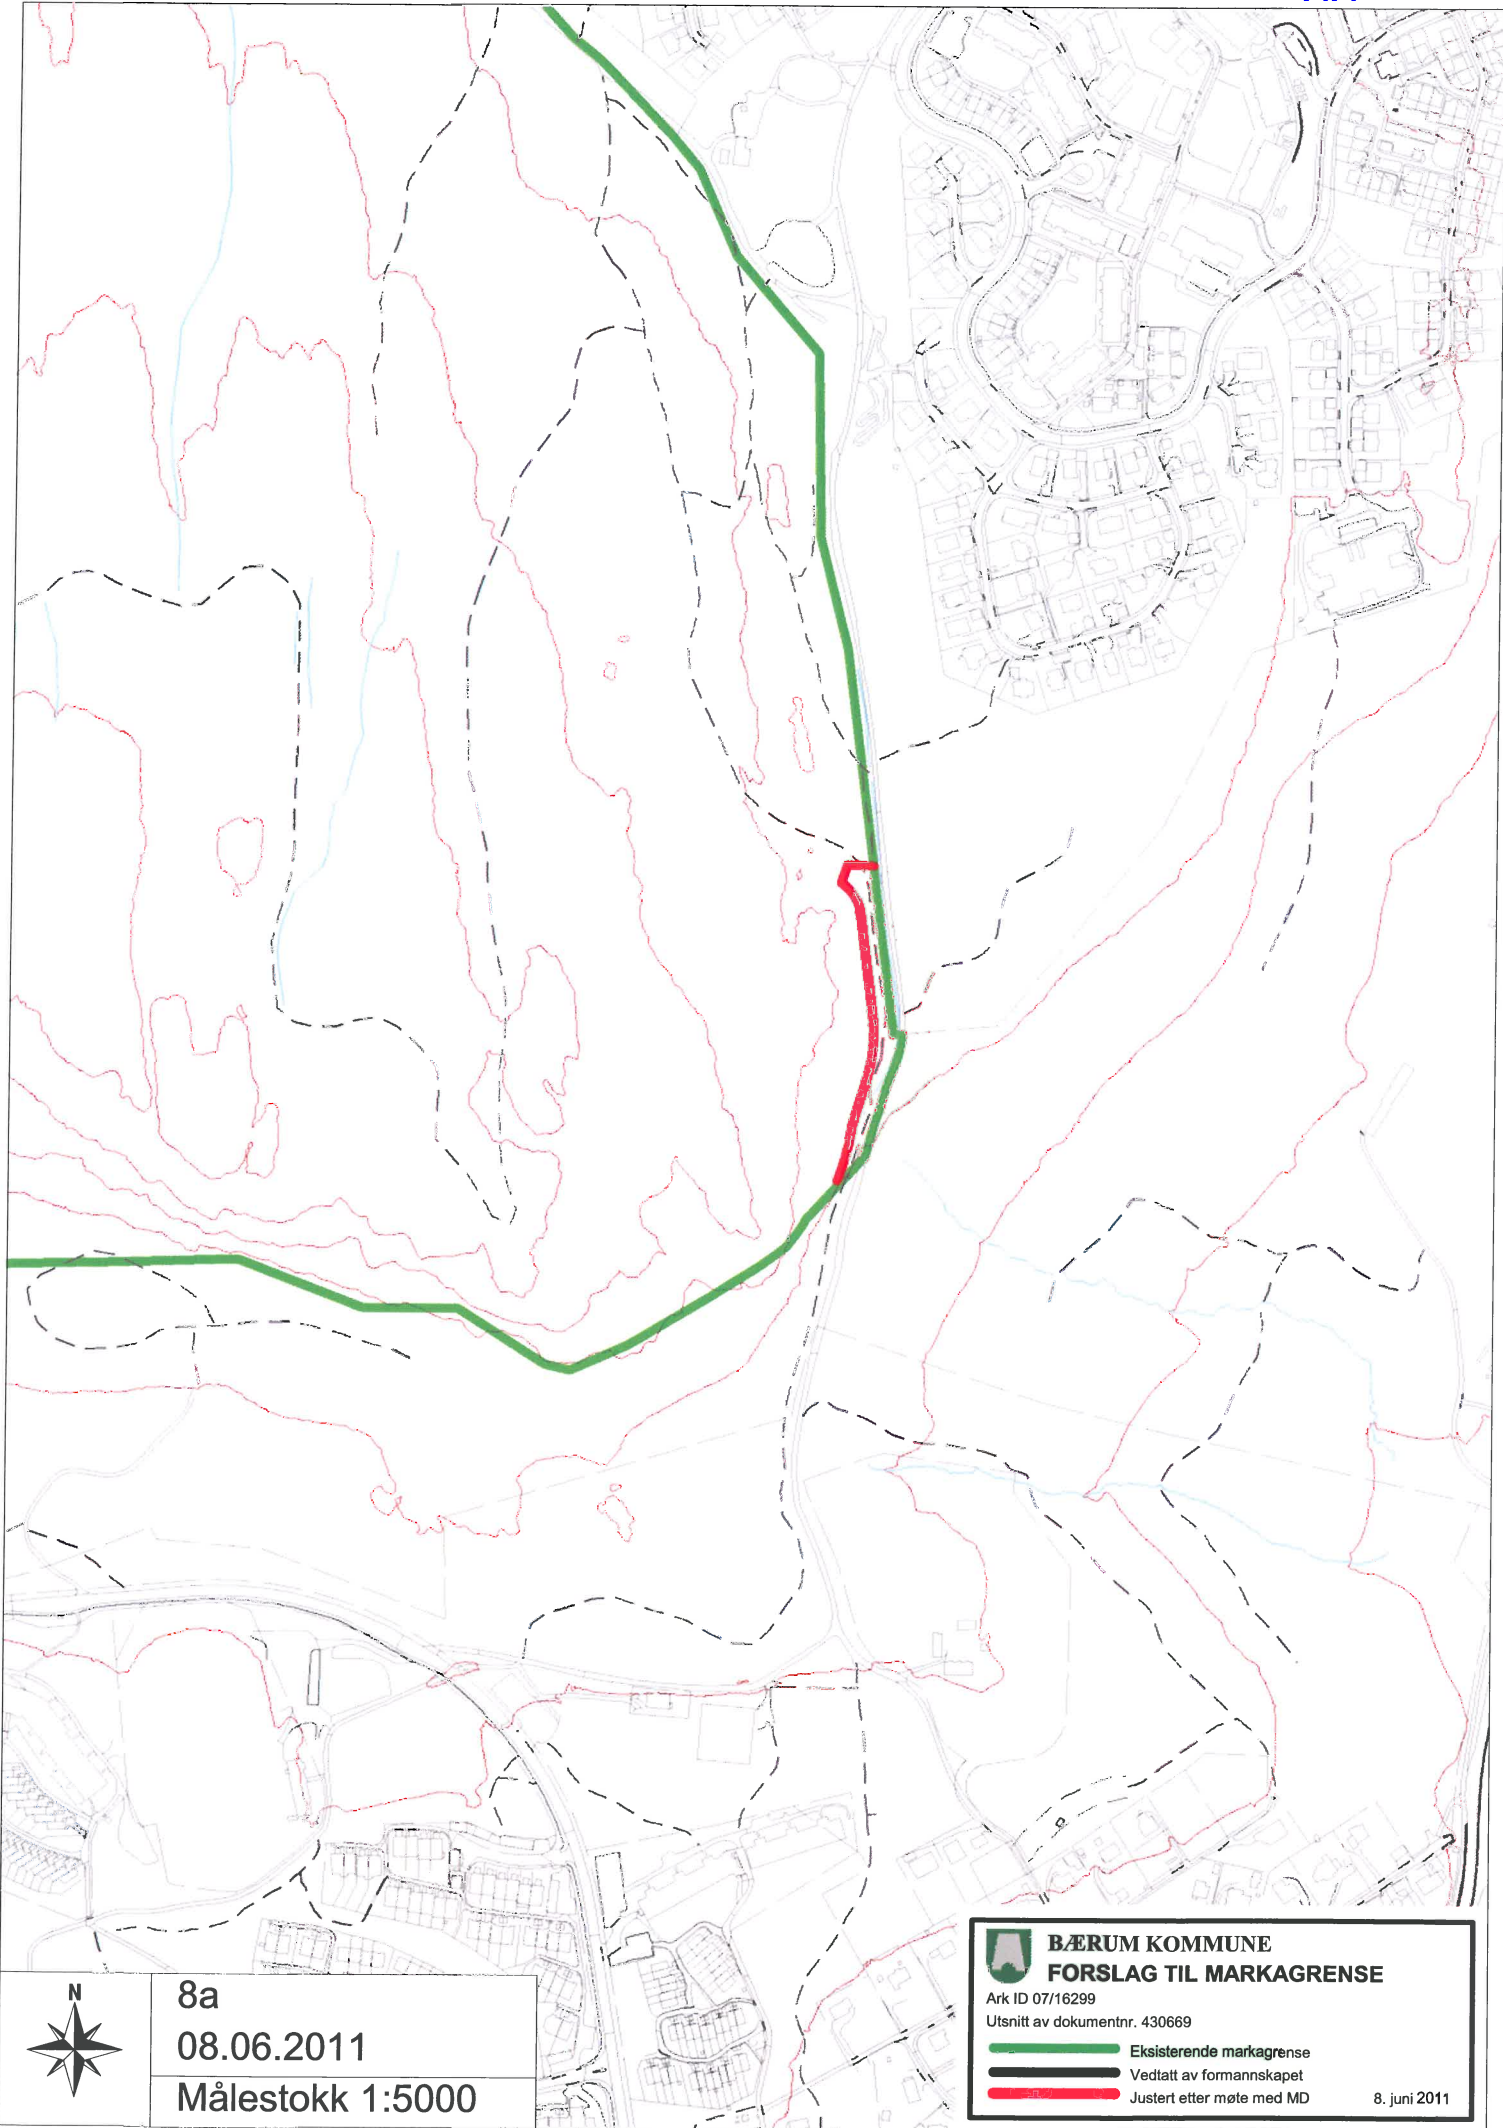 N
8a
08.06.2011
Målestokk 1:5000
BÆRUM KOMMUNE
FORSLAG TIL MARKAGRENSE
Ark ID 07/16299
Utsnitt av dokumentnr. 430669
Eksisterende markagrense
Vedtatt av formannskapet
Justert etter møte med MD 8. juni 2011